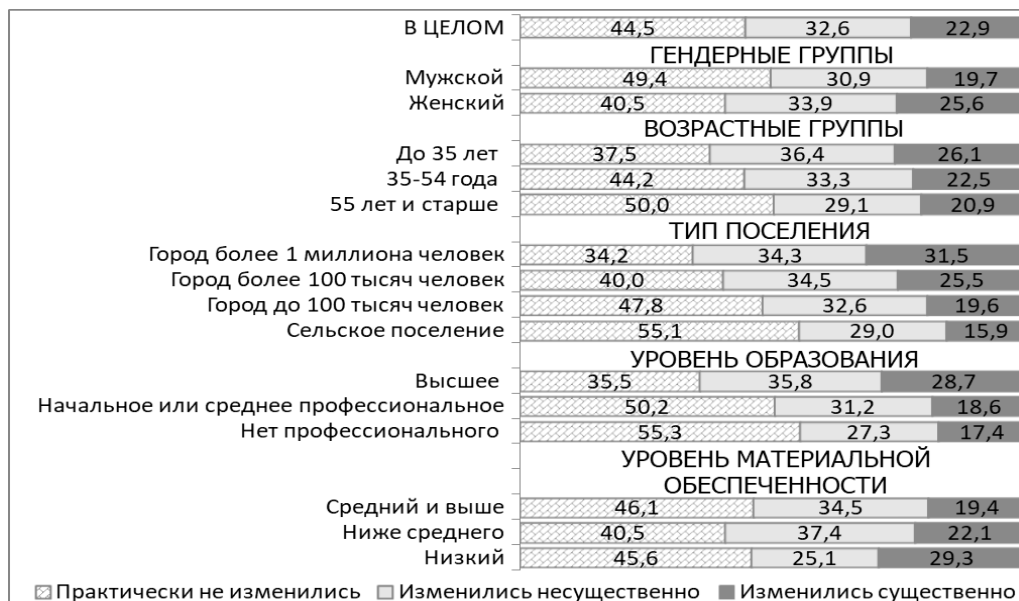 В ЦЕЛОМ 44,5 32,6 22,9
ГЕНДЕРНЫЕ ГРУППЫ
Мужской 49,4 30,9 19,7
Женский 40,5 33,9 25,6
ВОЗРАСТНЫЕ ГРУППЫ
До 35 лет 37,5 36,4 26,1
35-54 года 44,2 33,3 22,5
55 лет и старше 50,0 29,1 20,9
ТИП ПОСЕЛЕНИЯ
Город более 1 миллиона человек 34,2 34,3 31,5
Город более 100 тысяч человек 40,0 34,5 25,5
Город до 100 тысяч человек 47,8 32,6 19,6
Сельское поселение 55,1 29,0 15,9
УРОВЕНЬ ОБРАЗОВАНИЯ
Высшее 35,5 35,8 28,7
Начальное или среднее профессиональное 50,2 31,2 18,6
Нет профессионального 55,3 27,3 17,4
УРОВЕНЬ МАТЕРИАЛЬНОЙ
ОБЕСПЕЧЕННОСТИ
Средний и выше 46,1 34,5 19,4
Ниже среднего 40,5 37,4 22,1
Низкий 45,6 25,1 29,3
Практически не изменились Изменились несущественно Изменились существенно